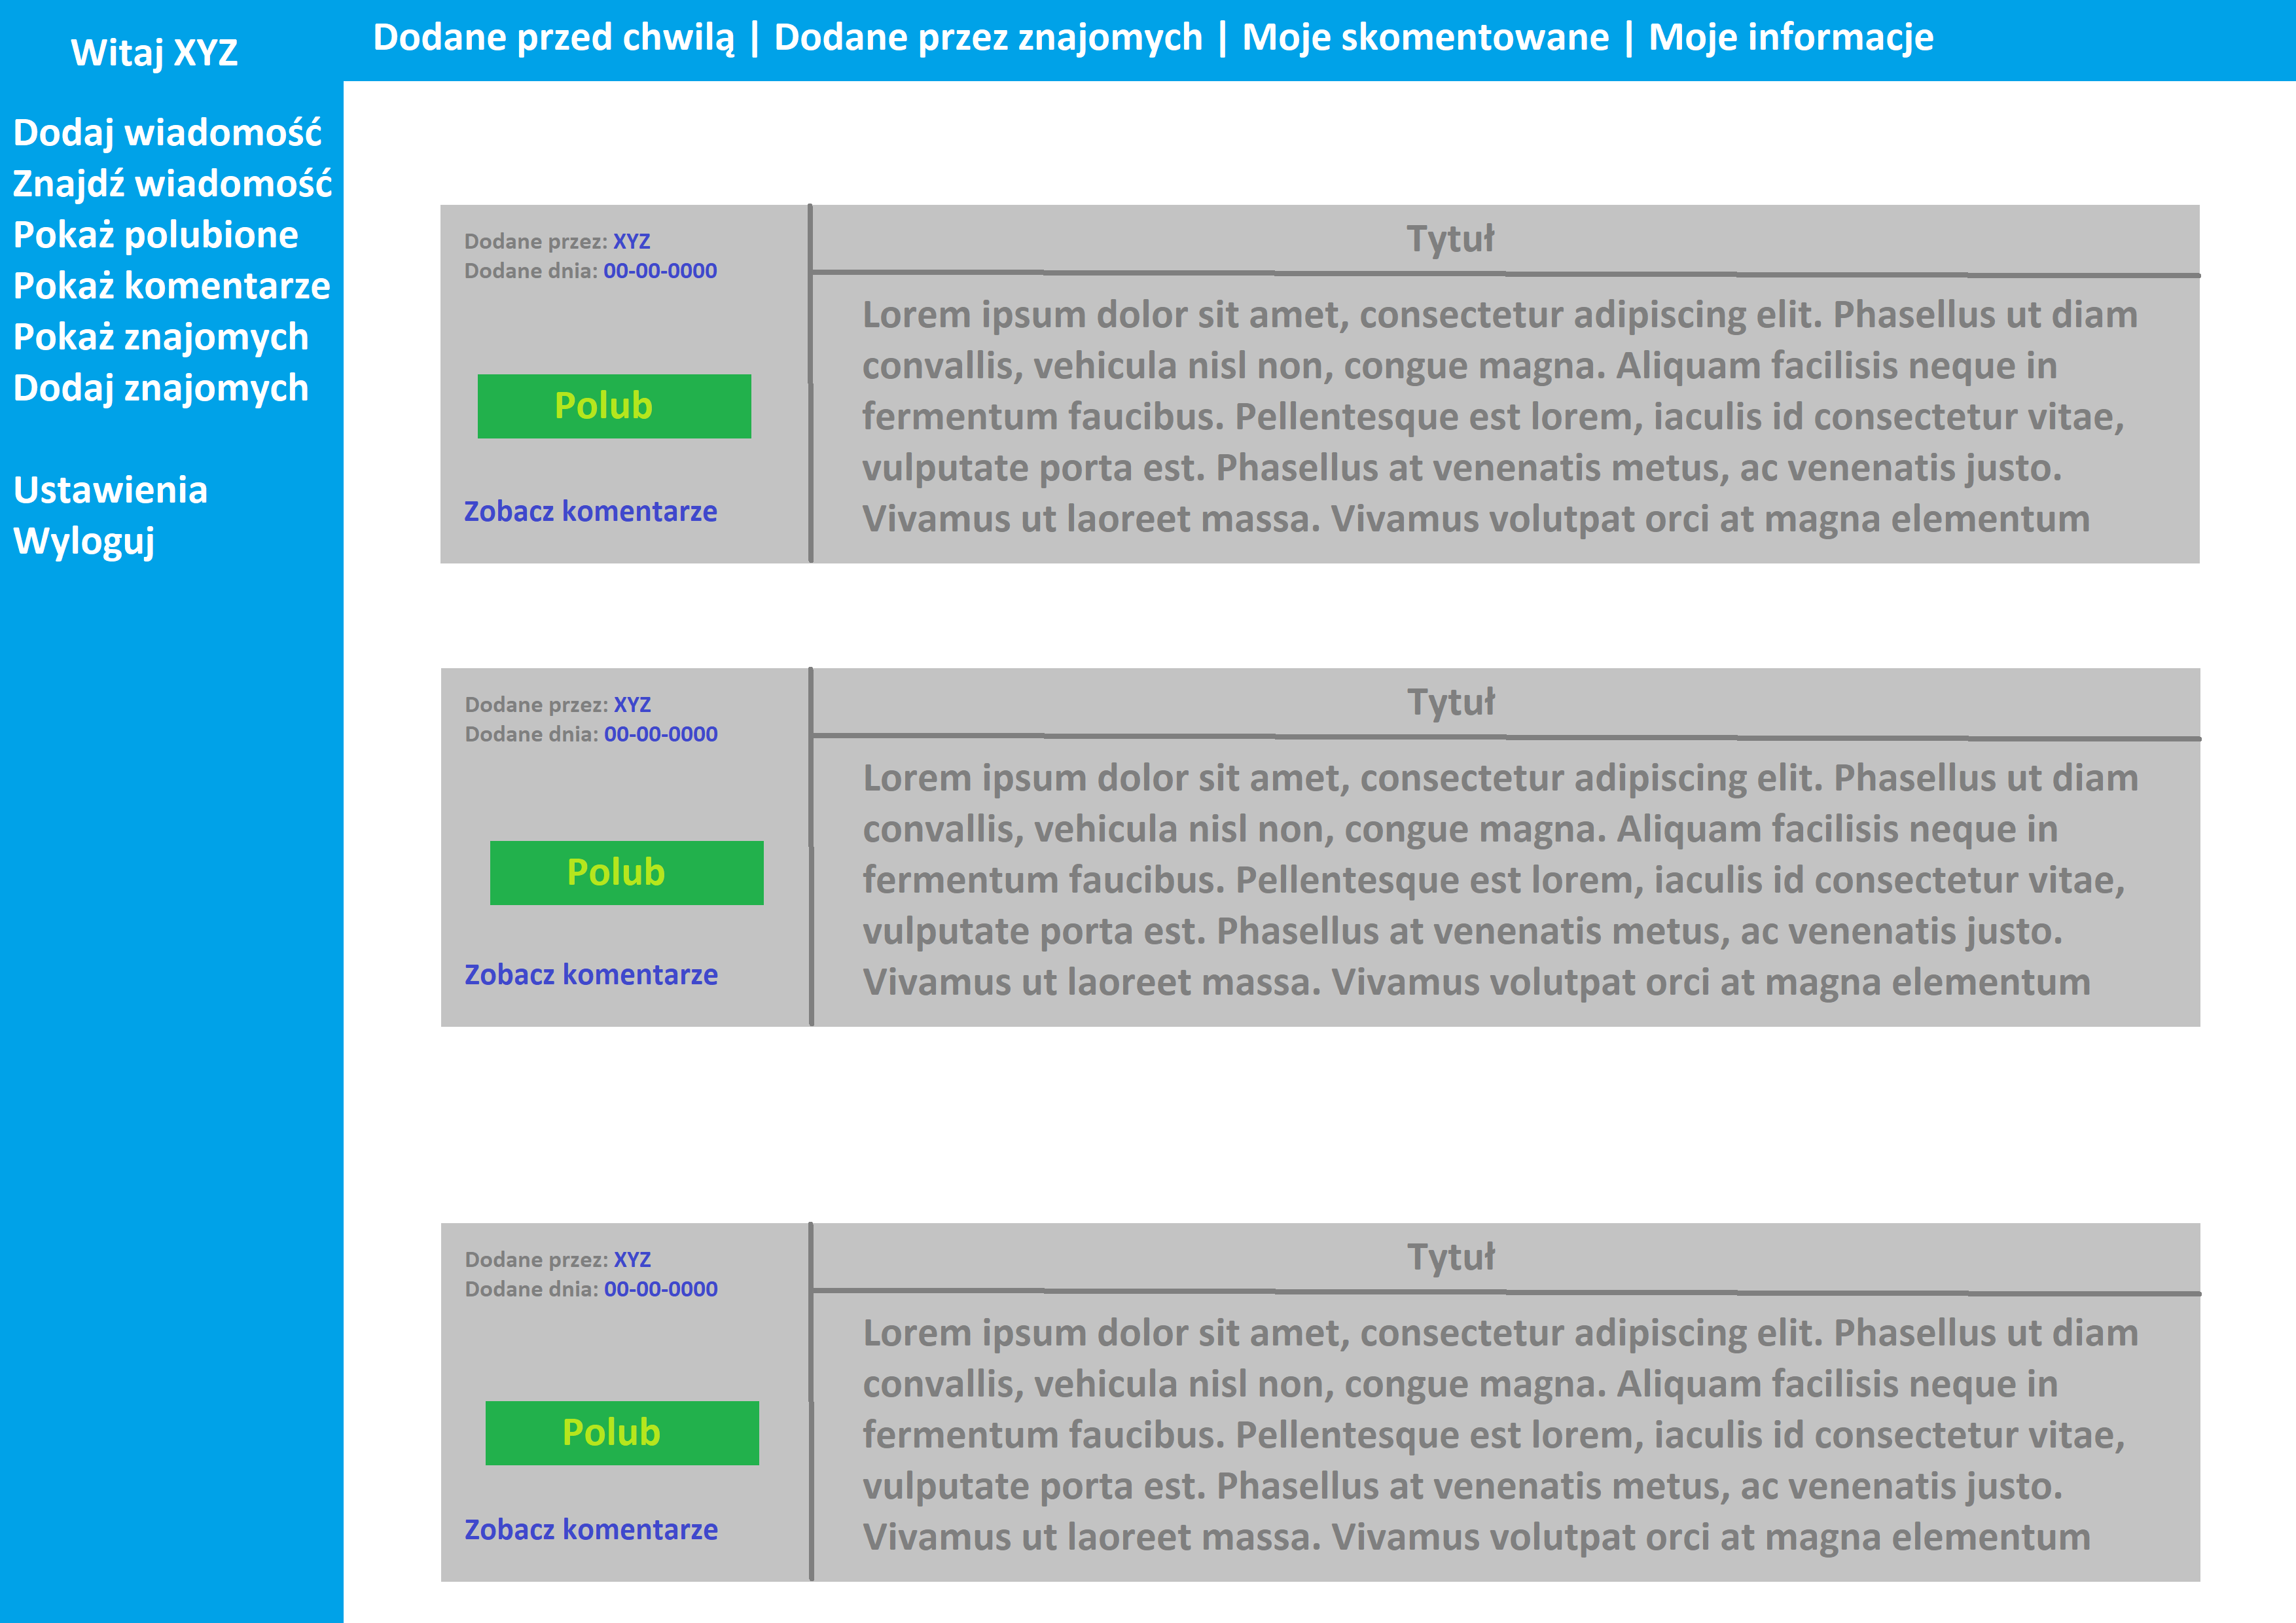 Witaj XYZ
Dodaj wiadomość
Znajdź wiadomość
Pokaż polubione
Pokaż komentarze
Pokaż znajomych
Dodaj znajomych
Ustawienia
Wyloguj
Dodane przed chwilą | Dodane przez znajomych | Moje skomentowane | Moje informacje
Dodane przez: XYZ
Dodane dnia: 00-00-0000
Polub
Zobacz komentarze
Tytuł
Lorem ipsum dolor sit amet, consectetur adipiscing elit. Phasellus ut diam
convallis, vehicula nisl non, congue magna. Aliquam facilisis neque in
fermentum faucibus. Pellentesque est lorem, iaculis id consectetur vitae,
vulputate porta est. Phasellus at venenatis metus, ac venenatis justo.
Vivamus ut laoreet massa. Vivamus volutpat orci at magna elementum
Dodane przez: XYZ
Dodane dnia: 00-00-0000
Polub
Zobacz komentarze
Tytuł
Lorem ipsum dolor sit amet, consectetur adipiscing elit. Phasellus ut diam
convallis, vehicula nisl non, congue magna. Aliquam facilisis neque in
fermentum faucibus. Pellentesque est lorem, iaculis id consectetur vitae,
vulputate porta est. Phasellus at venenatis metus, ac venenatis justo.
Vivamus ut laoreet massa. Vivamus volutpat orci at magna elementum
Dodane przez: XYZ
Dodane dnia: 00-00-0000
Polub
Zobacz komentarze
Tytuł
Lorem ipsum dolor sit amet, consectetur adipiscing elit. Phasellus ut diam
convallis, vehicula nisl non, congue magna. Aliquam facilisis neque in
fermentum faucibus. Pellentesque est lorem, iaculis id consectetur vitae,
vulputate porta est. Phasellus at venenatis metus, ac venenatis justo.
Vivamus ut laoreet massa. Vivamus volutpat orci at magna elementum